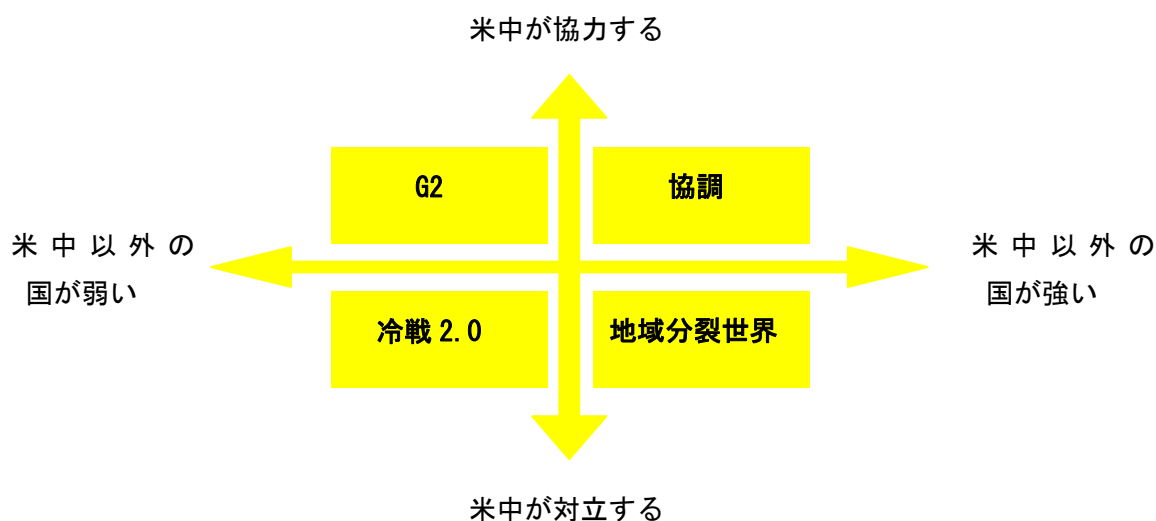 米中が協力する
G2
協調
米中以外の
国が弱い
米中以外の
国が強い
冷戦 2.0
地域分裂世界
米中が対立する